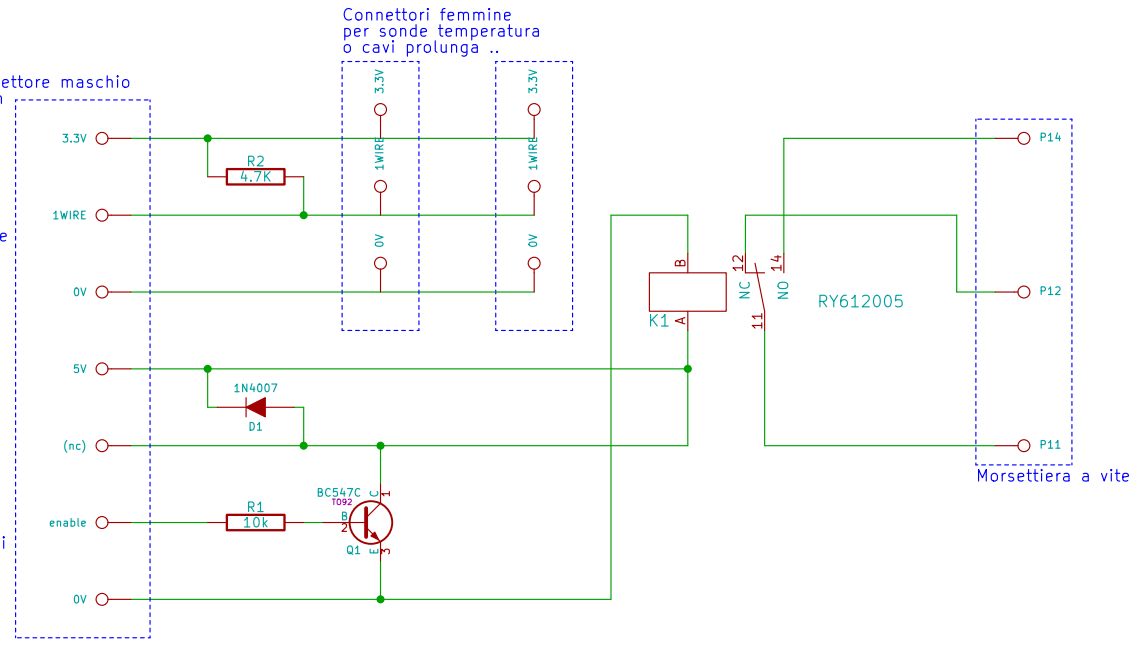 Connettori femmine
per sonde temperatura
o cavi prolunga ..
ettore maschio
3.3V
R2
4.7K
1WIRE
0V
5V
1N4007
D1
(nc)
BC547C
TO92
C
1
R1
10k
enable
B
2
Q1
E
3
0V
3.3V
1WIRE
0V
3.3V
1WIRE
0V
B
K1
A
12
NC
14
NO
11
RY612005
P14
P12
P11
Morsettiera a vite